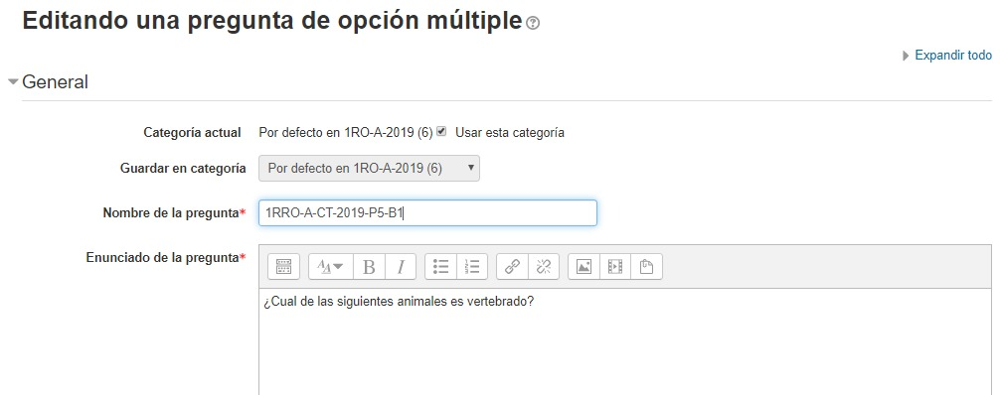 Editando una pregunta de opción múltiple
Expandir todo
General
Categoría actual Por defecto en 1RO-A-2019 (6) Usar esta categoría
Guardar en categoría Por defecto en 1RO-A-2019 (6)
Nombre de la pregunta* 1RRO-A-CT-2019-P5-B1
Enunciado de la pregunta*
¿Cual de las siguientes animales es vertebrado?